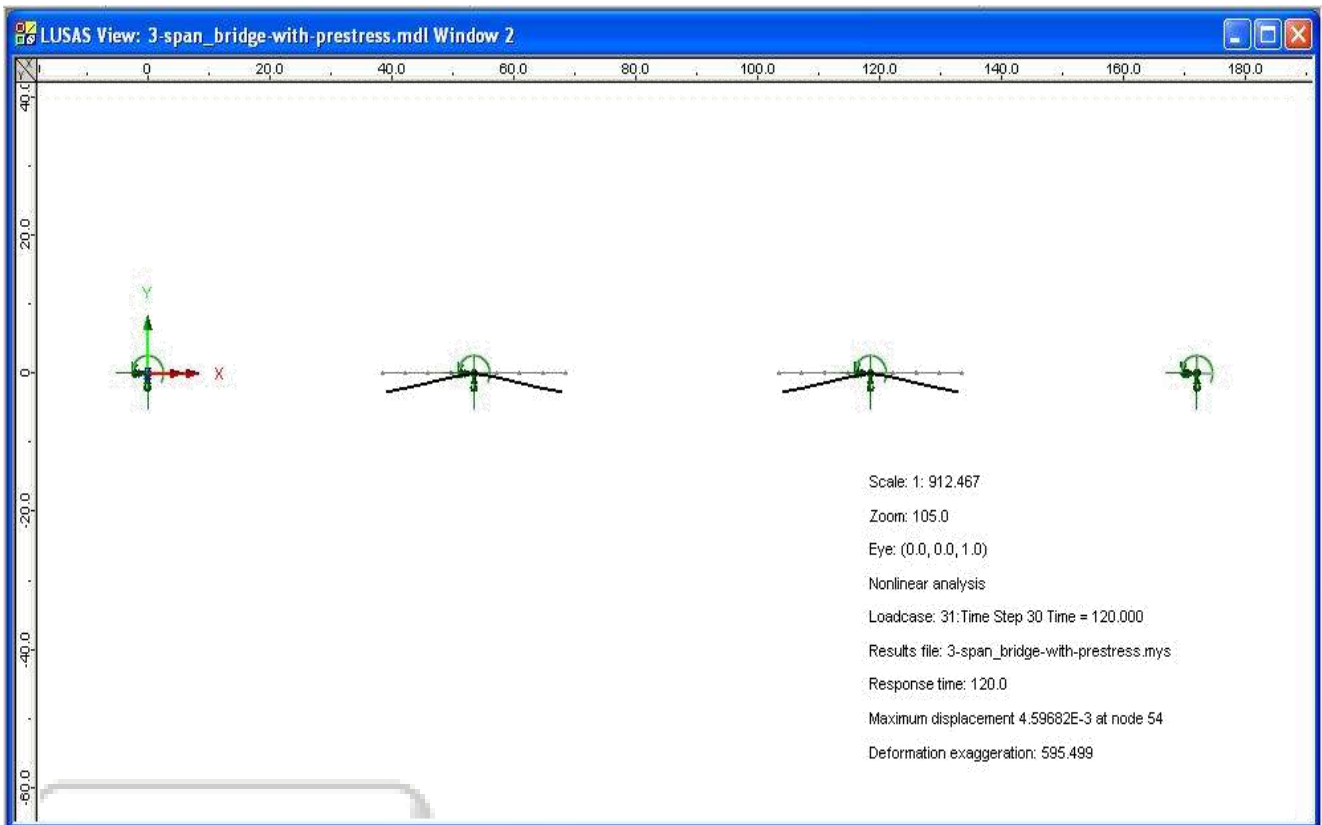 LUSAS View: 3-span_bridge-with-prestress.mdl Window 2
X
Y
0 20.0 40.0 60.0 80.0 100.0 120.0 140.0 160.0 180.0
40.0
20.0
0
-20.0
-40.0
-60.0
Y
X
Scale: 1: 912.467
Zoom: 105.0
Eye: (0.0, 0.0, 1.0)
Nonlinear analysis
Loadcase: 31:Time Step 30 Time = 120.000
Results file: 3-span_bridge-with-prestress.mys
Response time: 120.0
Maximum displacement 4.59682E-3 at node 54
Deformation exaggeration: 595.499